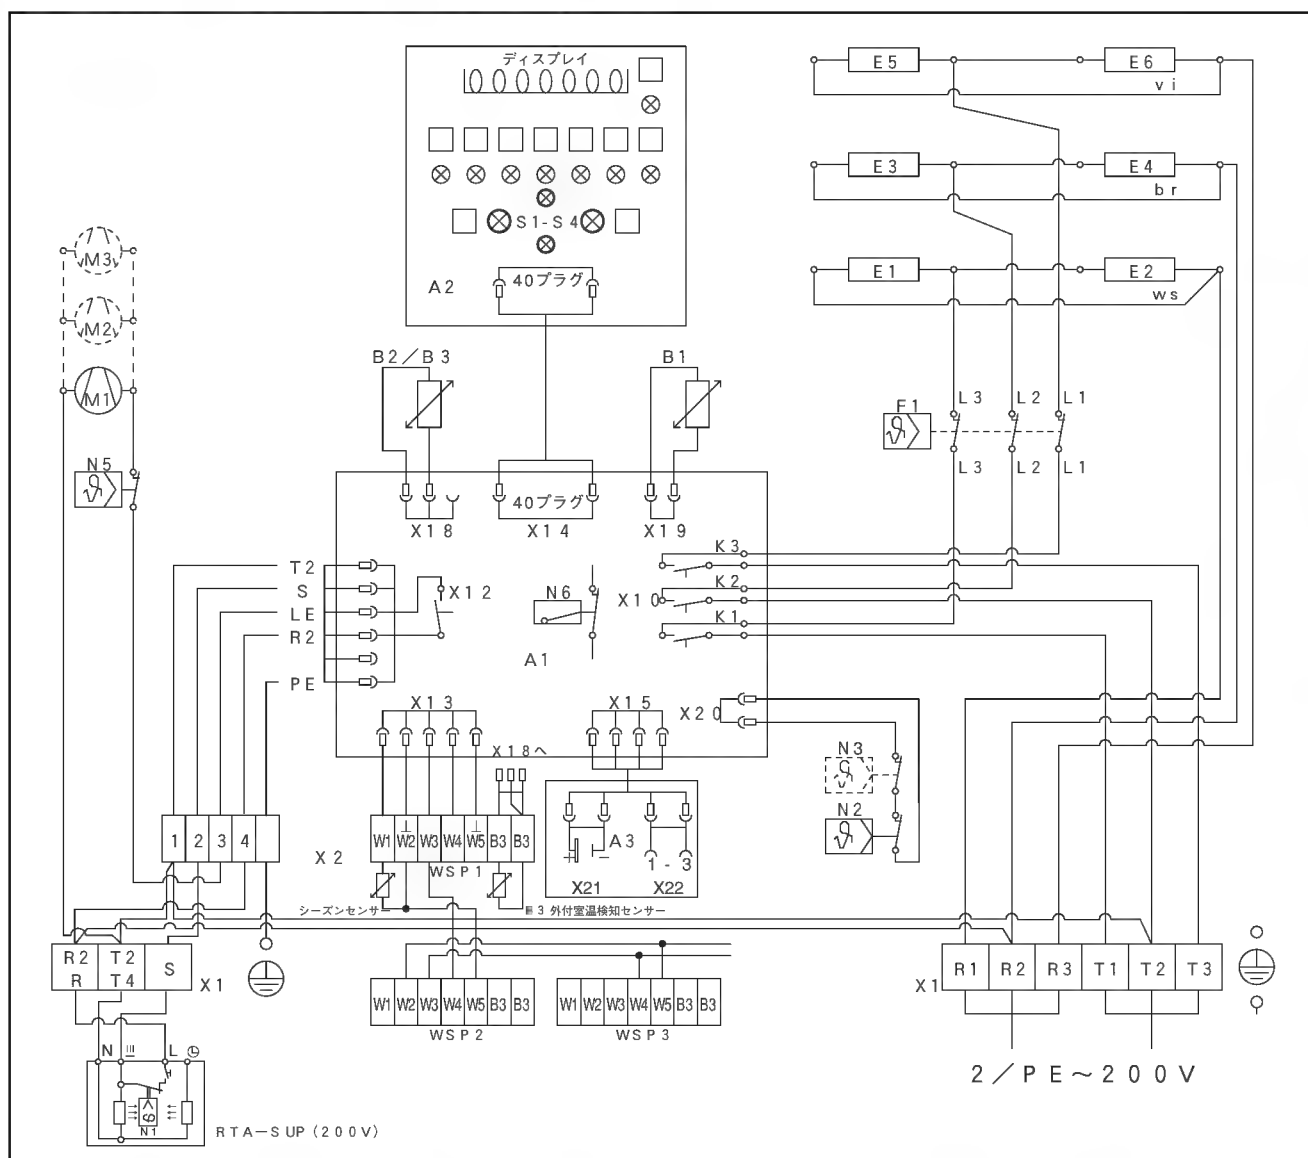 ディスプレイ
E5
E6
vi
E3
E4
br
S1-S4
M3
E1
E2
ws
A2
40プラグ
M2
B2/B3
B1
M1
F1
L3
L2
L1
N5
L3
L2
L1
40プラグ
X18
X14
X19
K3
T2
S
X12
N6
X10
K2
LE
K1
R2
A1
PE
X13
X15
X20
X18へ
N3
N2
1
2
3
4
X2
W1
W2
W3
W4
W5
B3
B3
WSP1
A3
1-3
X21
X22
シーズンセンサー
3 外付室温検知センサー
R2
R
T2
T4
S
X1
W1
W2
W3
W4
W5
B3
B3
WSP2
W1
W2
W3
W4
W5
B3
B3
WSP3
X1
R1
R2
R3
T1
T2
T3
2/PE~200V
N
L
N1
RTA-SUP(200V)